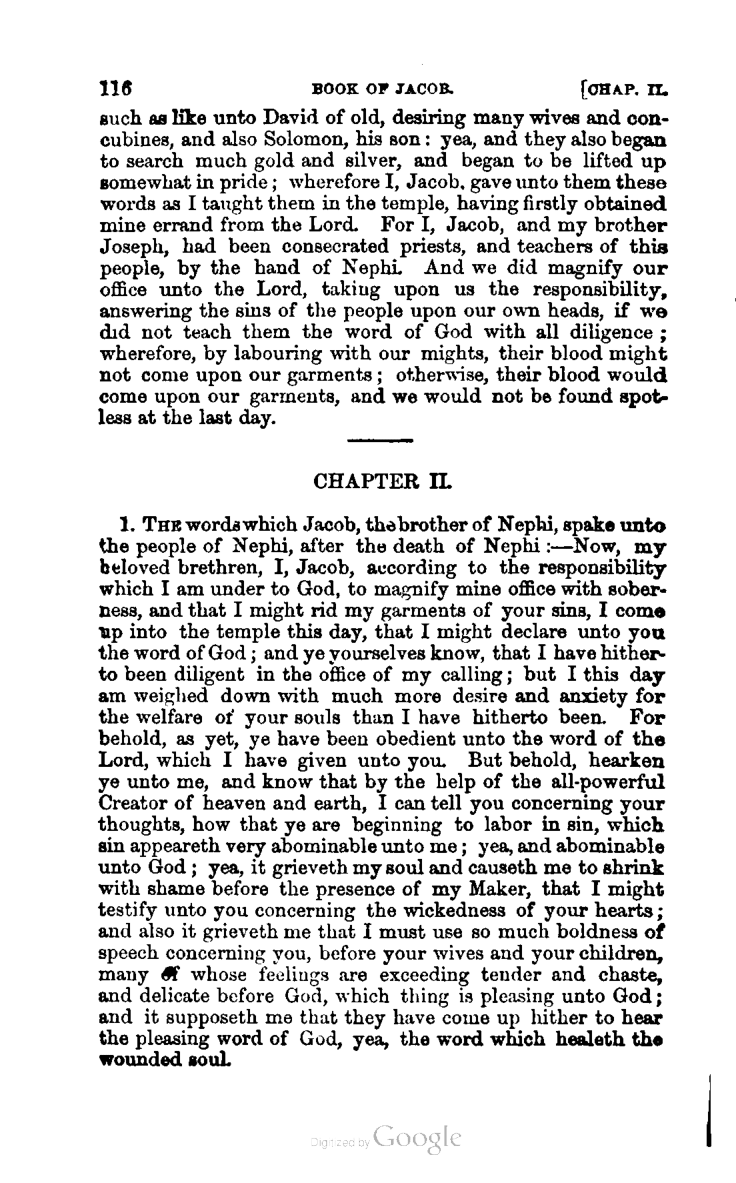 116 BOOK OF JACOB. [CHAP. II.
such as like unto David of old, desiring many wives and con-
cubines, and also Solomon, his son: yea, and they also began
to search much gold and silver, and began to be lifted up
somewhat in pride; wherefore I, Jacob, gave unto them these
words as I taught them in the temple, having firstly obtained
mine errand from the Lord. For I, Jacob, and my brother
Joseph, had been consecrated priests, and teachers of this
people, by the hand of Nephi. And we did magnify our
office unto the Lord, taking upon us the responsibility,
answering the sins of the people upon our own heads, if we
did not teach them the word of God with all diligence;
wherefore, by labouring with our mights, their blood might
not come upon our garments; otherwise, their blood would
come upon our garments, and we would not be found spot-
less at the last day.
CHAPTER II.
1. THE words which Jacob, the brother of Nephi, spake unto
the people of Nephi, after the death of Nephi:—Now, my
beloved brethren, I, Jacob, according to the responsibility
which I am under to God, to magnify mine office with sober-
ness, and that I might rid my garments of your sins, I come
up into the temple this day, that I might declare unto you
the word of God; and ye yourselves know, that I have hither-
to been diligent in the office of my calling; but I this day
am weighed down with much more desire and anxiety for
the welfare of your souls than I have hitherto been. For
behold, as yet, ye have been obedient unto the word of the
Lord, which I have given unto you. But behold, hearken
ye unto me, and know that by the help of the all-powerful
Creator of heaven and earth, I can tell you concerning your
thoughts, how that ye are beginning to labor in sin, which
sin appeareth very abominable unto me; yea, and abominable
unto God; yea, it grieveth my soul and causeth me to shrink
with shame before the presence of my Maker, that I might
testify unto you concerning the wickedness of your hearts;
and also it grieveth me that I must use so much boldness of
speech concerning you, before your wives and your children,
many of whose feelings are exceeding tender and chaste,
and delicate before God, which thing is pleasing unto God;
and it supposeth me that they have come up hither to hear
the pleasing word of God, yea, the word which healeth the
wounded soul.
Digitized by Google